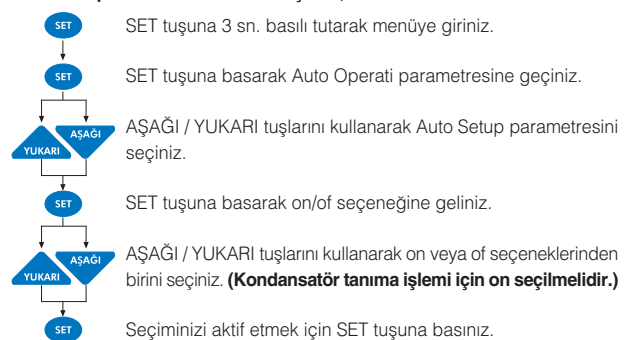 SET SET tuşuna 3 sn. basılı tutarak menüye giriniz.
SET SET tuşuna basarak Auto Operati parametresine geçiniz.
YUKARI AŞAĞI AŞAĞI / YUKARI tuşlarını kullanarak Auto Setup parametresini
seçiniz.
SET SET tuşuna basarak on/of seçeneğine geliniz.
YUKARI AŞAĞI AŞAĞI / YUKARI tuşlarını kullanarak on veya of seçeneklerinden
birini seçiniz. (Kondansatör tanıma işlemi için on seçilmelidir.)
SET Seçiminizi aktif etmek için SET tuşuna basınız.